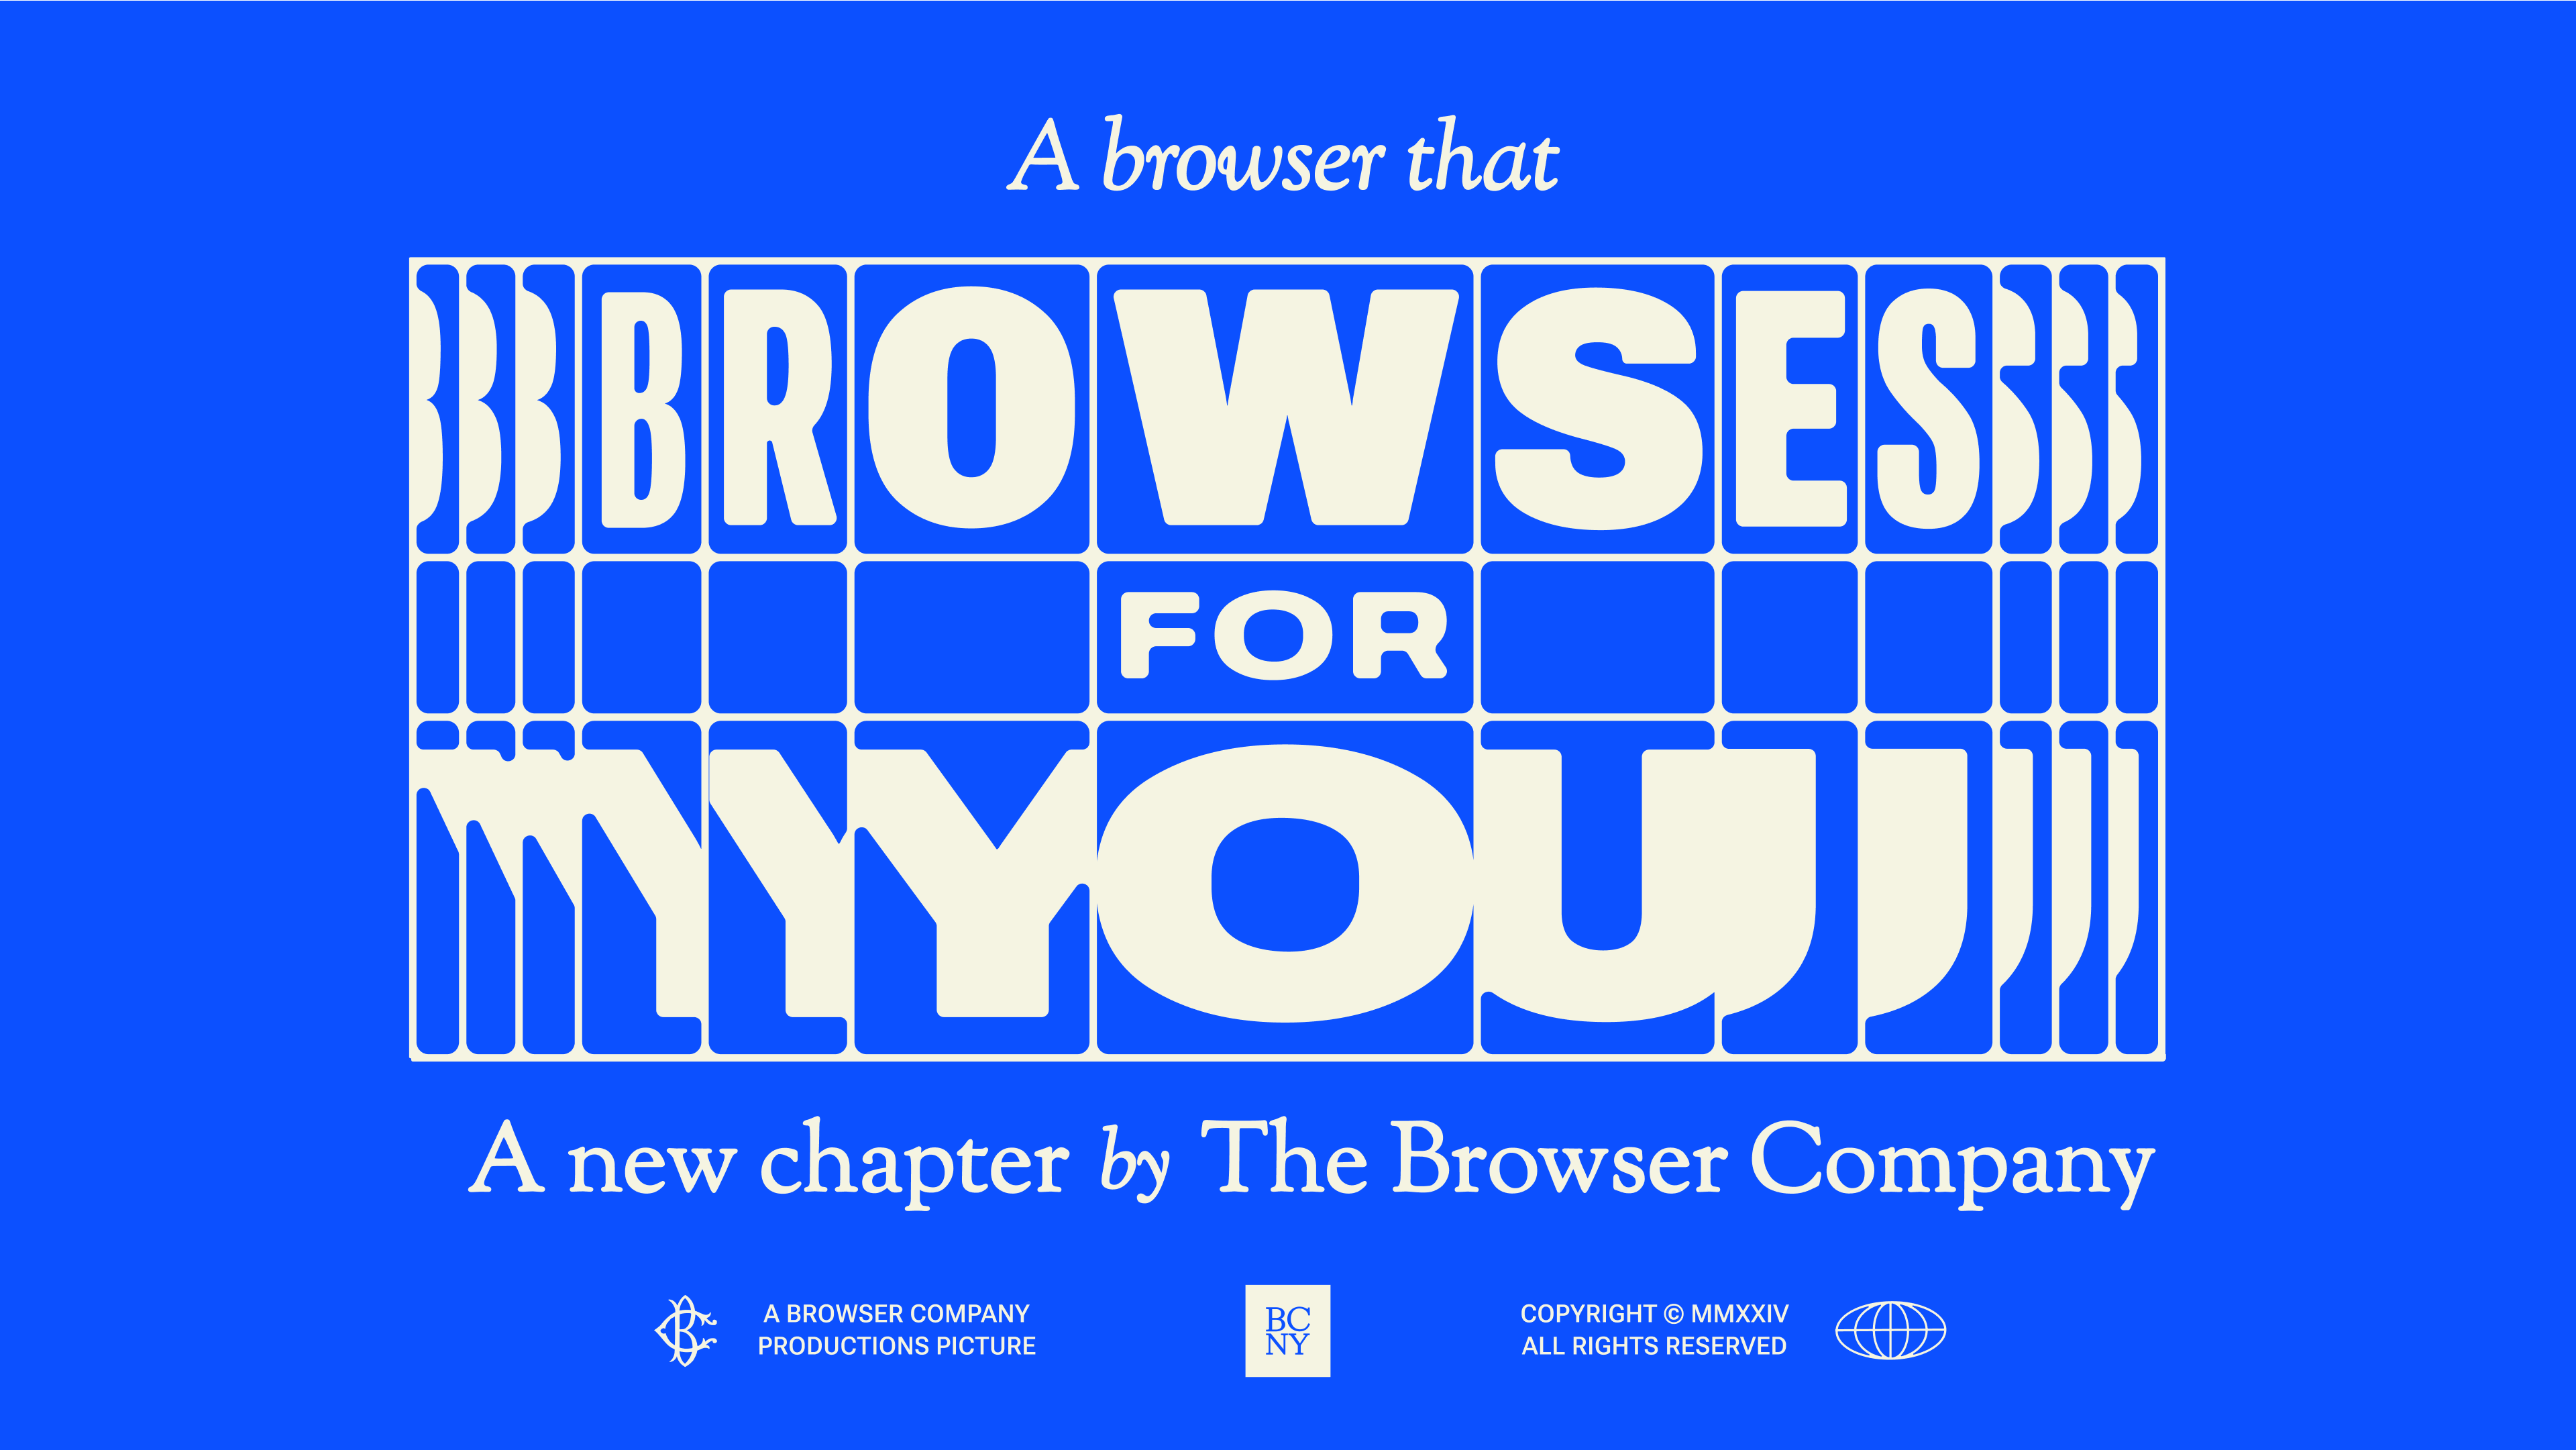 A browser that
BROWSES
FOR
YOU
A new chapter by The Browser Company
A BROWSER COMPANY
PRODUCTIONS PICTURE
BC
NY
COPYRIGHT © MMXXIV
ALL RIGHTS RESERVED